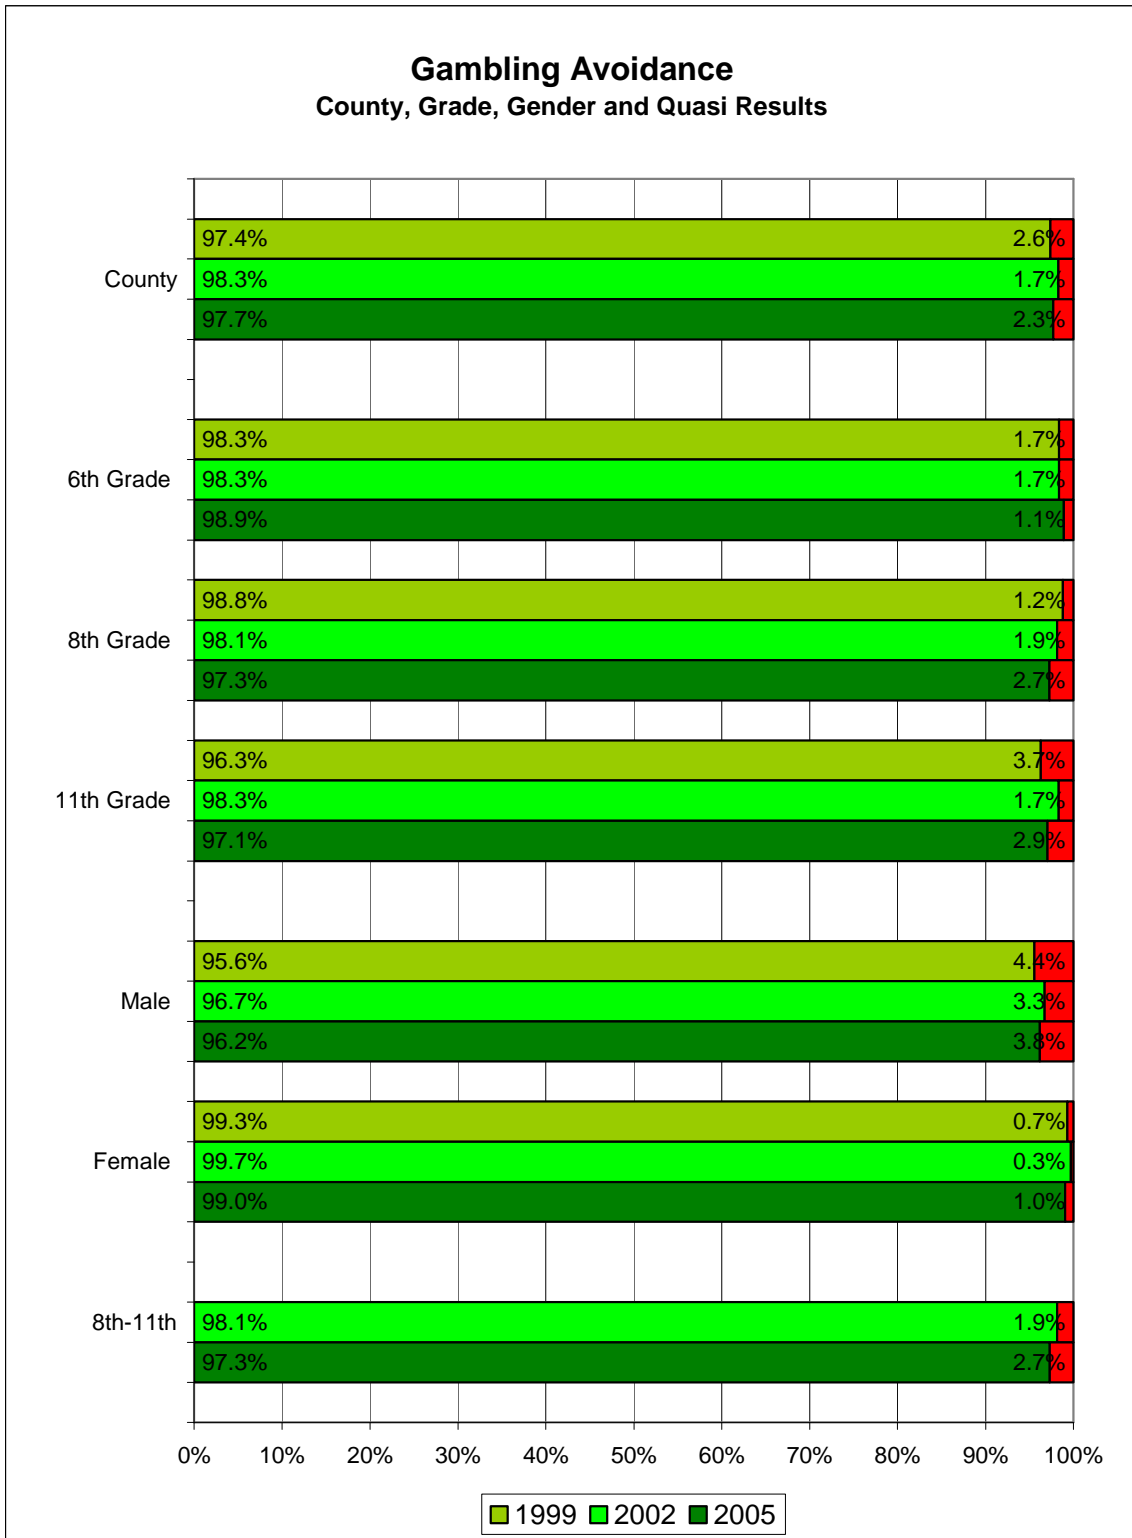 Gambling Avoidance
County, Grade, Gender and Quasi Results
97.4% 2.6%
County 98.3% 1.7%
97.7% 2.3%
98.3% 1.7%
6th Grade 98.3% 1.7%
98.9% 1.1%
98.8% 1.2%
8th Grade 98.1% 1.9%
97.3% 2.7%
96.3% 3.7%
11th Grade 98.3% 1.7%
97.1% 2.9%
95.6% 4.4%
Male 96.7% 3.3%
96.2% 3.8%
99.3% 0.7%
Female 99.7% 0.3%
99.0% 1.0%
8th-11th 98.1% 1.9%
97.3% 2.7%
0% 10% 20% 30% 40% 50% 60% 70% 80% 90% 100%
1999 2002 2005